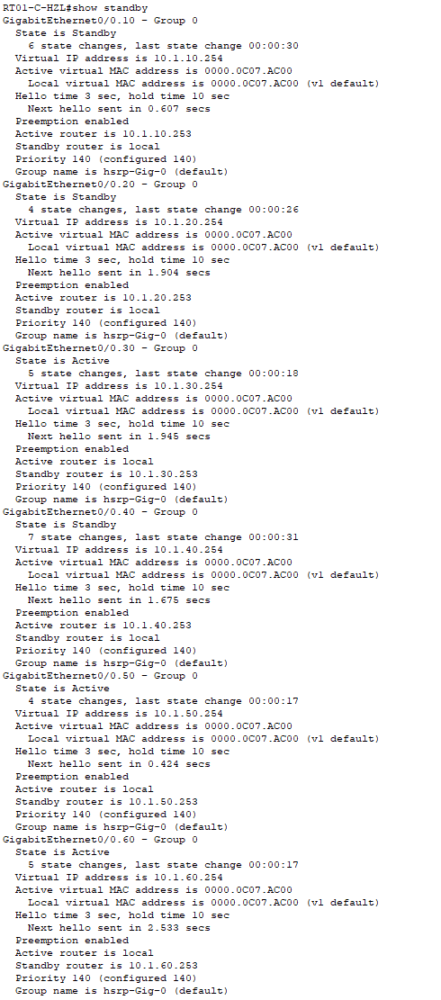 RT01-C-HZL#show standby
GigabitEthernet0/0.10 - Group 0
State is Standby
6 state changes, last state change 00:00:30
Virtual IP address is 10.1.10.254
Active virtual MAC address is 0000.0C07.AC00
Local virtual MAC address is 0000.0C07.AC00 (v1 default)
Hello time 3 sec, hold time 10 sec
Next hello sent in 0.607 secs
Preemption enabled
Active router is 10.1.10.253
Standby router is local
Priority 140 (configured 140)
Group name is hsrp-Gig-0 (default)
GigabitEthernet0/0.20 - Group 0
State is Standby
4 state changes, last state change 00:00:26
Virtual IP address is 10.1.20.254
Active virtual MAC address is 0000.0C07.AC00
Local virtual MAC address is 0000.0C07.AC00 (v1 default)
Hello time 3 sec, hold time 10 sec
Next hello sent in 1.904 secs
Preemption enabled
Active router is 10.1.20.253
Standby router is local
Priority 140 (configured 140)
Group name is hsrp-Gig-0 (default)
GigabitEthernet0/0.30 - Group 0
State is Active
5 state changes, last state change 00:00:18
Virtual IP address is 10.1.30.254
Active virtual MAC address is 0000.0C07.AC00
Local virtual MAC address is 0000.0C07.AC00 (v1 default)
Hello time 3 sec, hold time 10 sec
Next hello sent in 1.945 secs
Preemption enabled
Active router is local
Standby router is 10.1.30.253
Priority 140 (configured 140)
Group name is hsrp-Gig-0 (default)
GigabitEthernet0/0.40 - Group 0
State is Standby
7 state changes, last state change 00:00:31
Virtual IP address is 10.1.40.254
Active virtual MAC address is 0000.0C07.AC00
Local virtual MAC address is 0000.0C07.AC00 (v1 default)
Hello time 3 sec, hold time 10 sec
Next hello sent in 1.675 secs
Preemption enabled
Active router is 10.1.40.253
Standby router is local
Priority 140 (configured 140)
Group name is hsrp-Gig-0 (default)
GigabitEthernet0/0.50 - Group 0
State is Active
4 state changes, last state change 00:00:17
Virtual IP address is 10.1.50.254
Active virtual MAC address is 0000.0C07.AC00
Local virtual MAC address is 0000.0C07.AC00 (v1 default)
Hello time 3 sec, hold time 10 sec
Next hello sent in 0.424 secs
Preemption enabled
Active router is local
Standby router is 10.1.50.253
Priority 140 (configured 140)
Group name is hsrp-Gig-0 (default)
GigabitEthernet0/0.60 - Group 0
State is Active
5 state changes, last state change 00:00:17
Virtual IP address is 10.1.60.254
Active virtual MAC address is 0000.0C07.AC00
Local virtual MAC address is 0000.0C07.AC00 (v1 default)
Hello time 3 sec, hold time 10 sec
Next hello sent in 2.533 secs
Preemption enabled
Active router is local
Standby router is 10.1.60.253
Priority 140 (configured 140)
Group name is hsrp-Gig-0 (default)